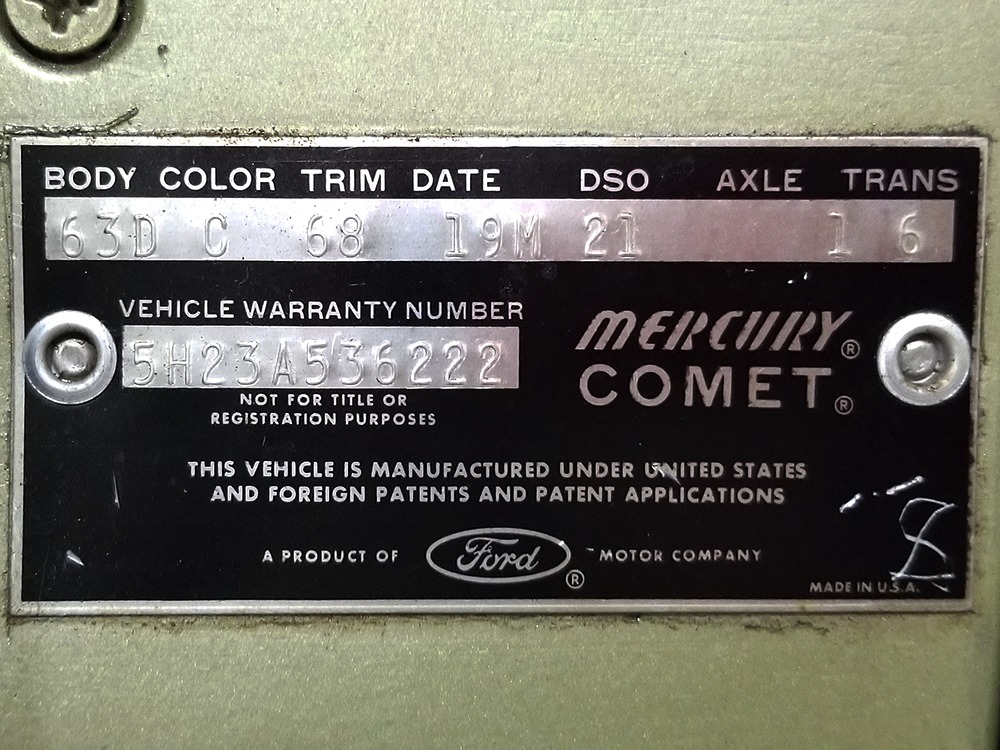 BODY COLOR TRIM DATE DSO AXLE TRANS
63D C 68 19M 21 1 6
VEHICLE WARRANTY NUMBER
5H23A536222
NOT FOR TITLE OR
REGISTRATION PURPOSES
MERCURY®
COMET®
THIS VEHICLE IS MANUFACTURED UNDER UNITED STATES
AND FOREIGN PATENTS AND PATENT APPLICATIONS
A PRODUCT OF Ford® MOTOR COMPANY
MADE IN U.S.A.
8